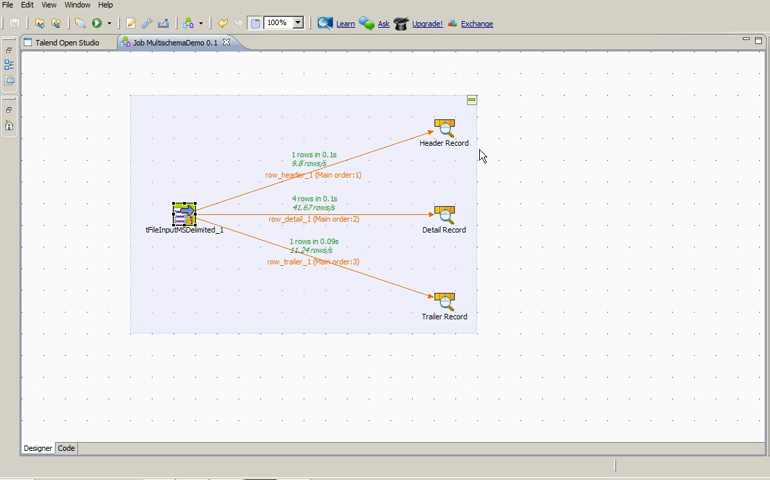 File Edit View Window Help
100% Learn Ask Upgrade! Exchange
Talend Open Studio Job MultischemaDemo 0.1
Header Record
1 rows in 0.1s
9.8 rows/s
row_header_1 (Main order:1)
4 rows in 0.1s
41.67 rows/s
row_detail_1 (Main order:2)
tFileInputMSDelimited_1
Detail Record
1 rows in 0.09s
11.24 rows/s
row_trailer_1 (Main order:3)
Trailer Record
Designer Code